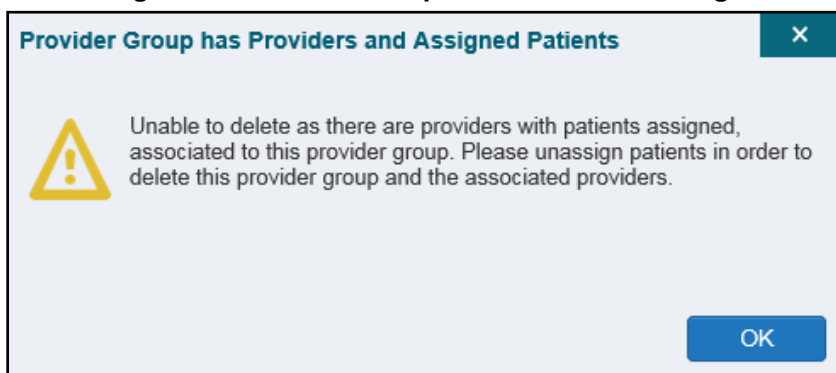 Provider Group has Providers and Assigned Patients
Unable to delete as there are providers with patients assigned,
associated to this provider group. Please unassign patients in order to
delete this provider group and the associated providers.
OK